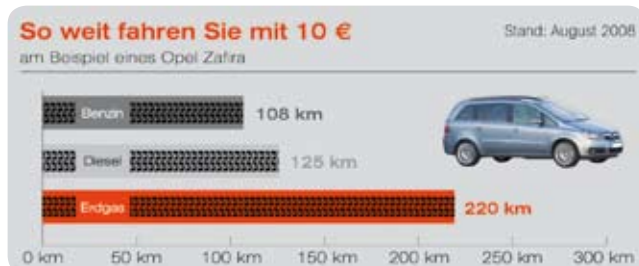 So weit fahren Sie mit 10 €
Stand: August 2008
am Beispiel eines Opel Zafira
Benzin
108 km
Diesel
125 km
Erdgas
220 km
0 km 50 km 100 km 150 km 200 km 250 km 300 km